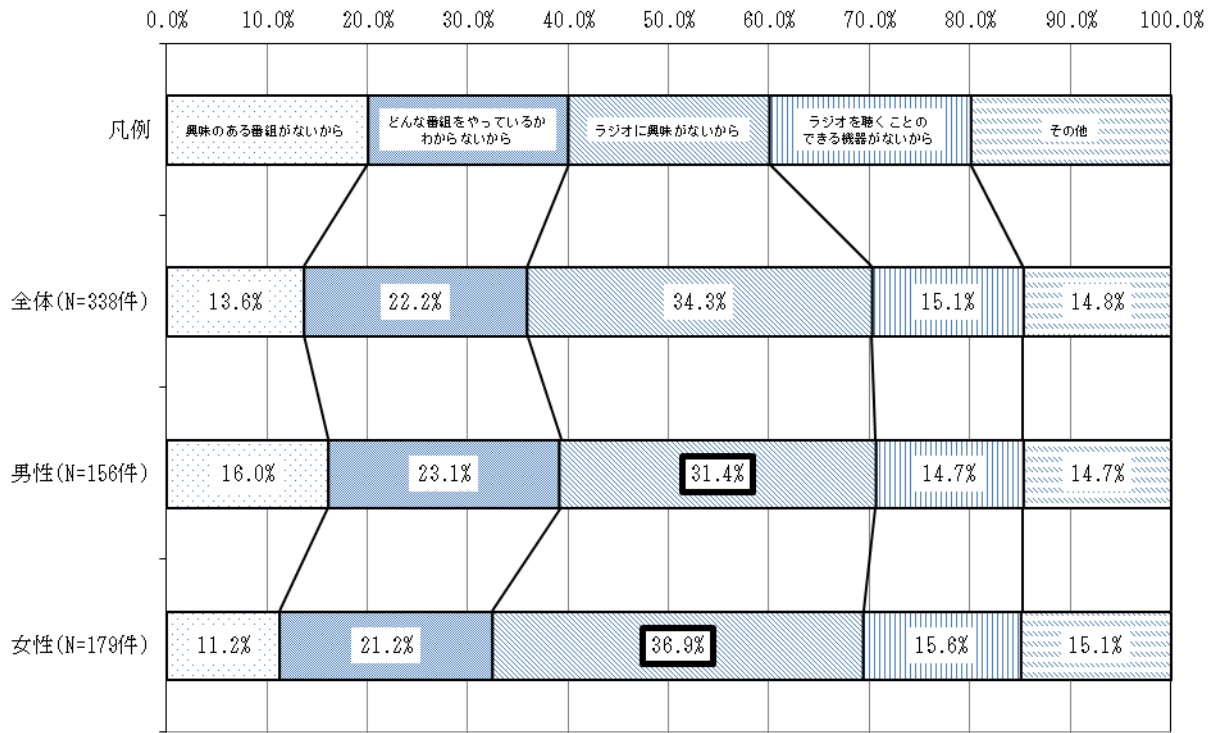 0.0% 10.0% 20.0% 30.0% 40.0% 50.0% 60.0% 70.0% 80.0% 90.0% 100.0%
凡例
興味のある番組がないから
どんな番組をやっているか
わからないから
ラジオに興味がないから
ラジオを聴くことの
できる機器がないから
その他
全体(N=338件) 13.6% 22.2% 34.3% 15.1% 14.8%
男性(N=156件) 16.0% 23.1% 31.4% 14.7% 14.7%
女性(N=179件) 11.2% 21.2% 36.9% 15.6% 15.1%